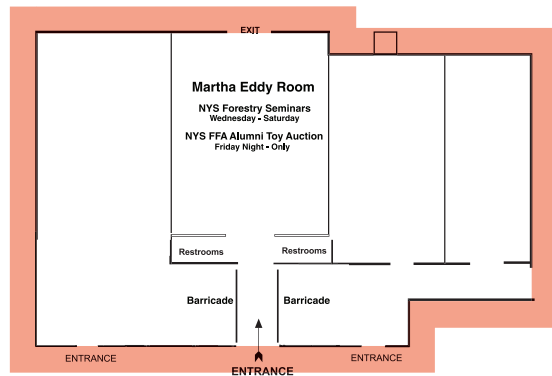 EXIT
Martha Eddy Room
NYS Forestry Seminars
Wednesday - Saturday
NYS FFA Alumni Toy Auction
Friday Night - Only
Restrooms
Restrooms
Barricade
Barricade
ENTRANCE
ENTRANCE
ENTRANCE